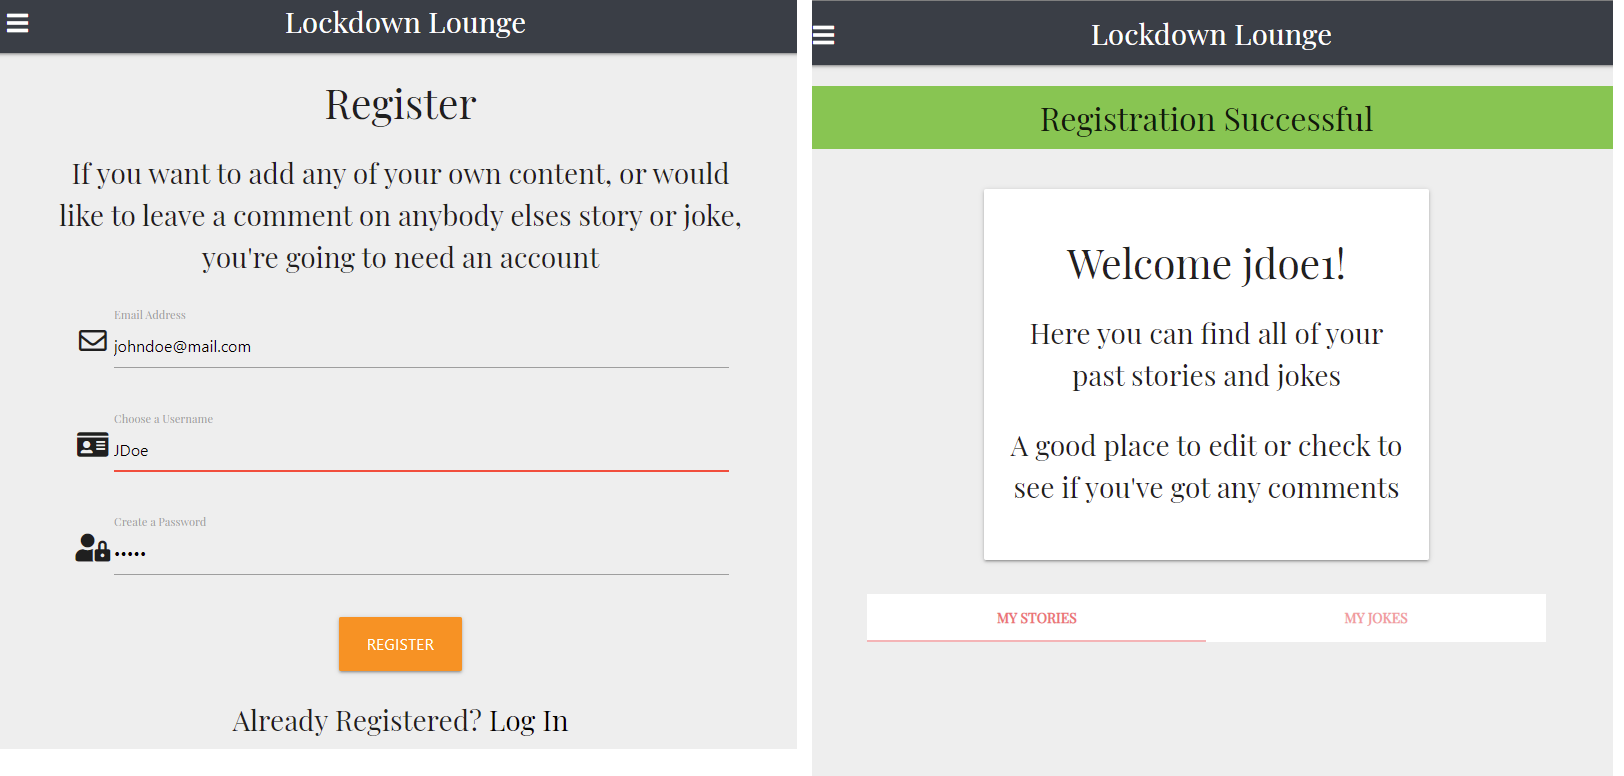 Lockdown Lounge
Register
If you want to add any of your own content, or would
like to leave a comment on anybody elses story or joke,
you're going to need an account
Email Address
johndoe@mail.com
Choose a Username
JDoe
Create a Password
•••••
REGISTER
Already Registered? Log In
Lockdown Lounge
Registration Successful
Welcome jdoe1!
Here you can find all of your
past stories and jokes
A good place to edit or check to
see if you've got any comments
MY STORIES
MY JOKES